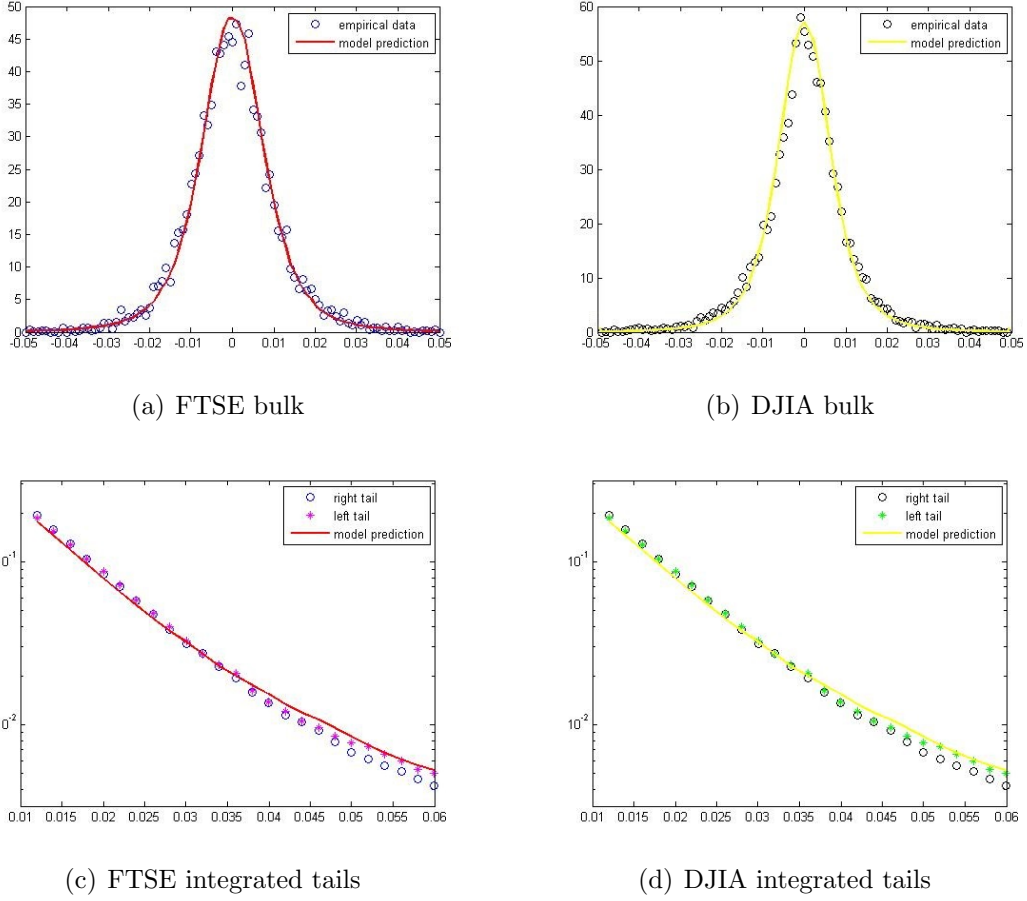 50
45
40
35
30
25
20
15
10
5
0
-0.05 -0.04 -0.03 -0.02 -0.01 0 0.01 0.02 0.03 0.04 0.05
empirical data
model prediction
(a) FTSE bulk
60
50
40
30
20
10
0
-0.05 -0.04 -0.03 -0.02 -0.01 0 0.01 0.02 0.03 0.04 0.05
empirical data
model prediction
(b) DJIA bulk
10-1
10-2
0.01 0.015 0.02 0.025 0.03 0.035 0.04 0.045 0.05 0.055 0.06
right tail
left tail
model prediction
(c) FTSE integrated tails
10-1
10-2
0.01 0.015 0.02 0.025 0.03 0.035 0.04 0.045 0.05 0.055 0.06
right tail
left tail
model prediction
(d) DJIA integrated tails